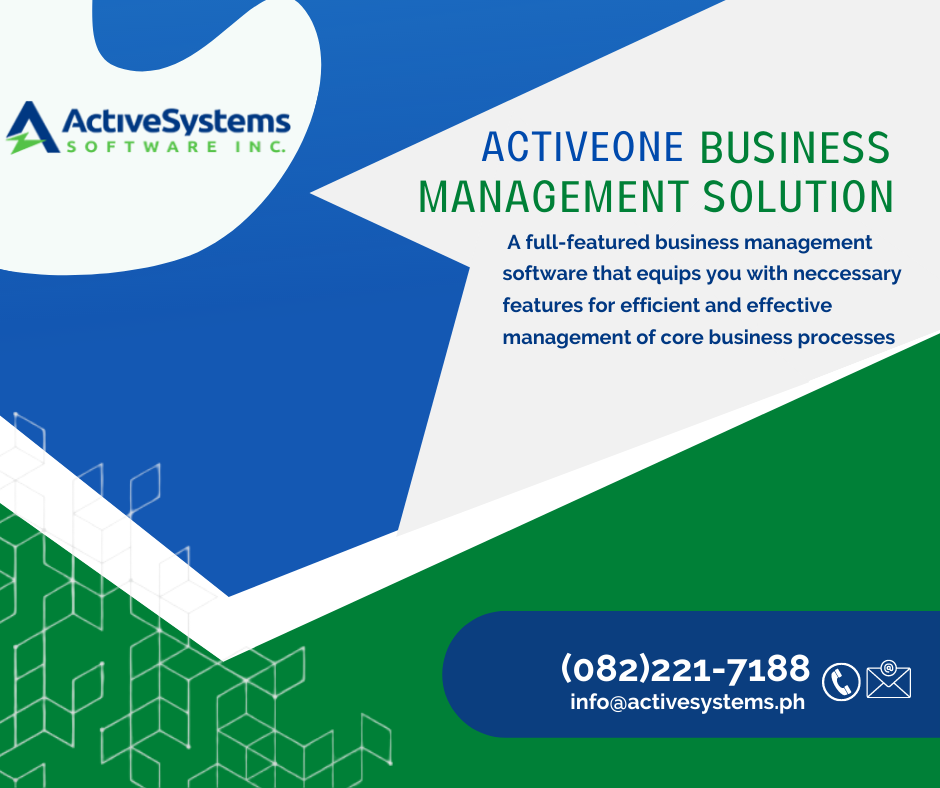 ActiveSystems
SOFTWARE INC.
ACTIVEONE BUSINESS
MANAGEMENT SOLUTION
A full-featured business management
software that equips you with neccessary
features for efficient and effective
management of core business processes
(082)221-7188
@
info@activesystems.ph